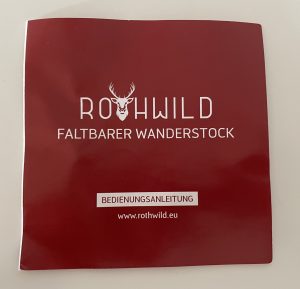 ROTHWILD
FALTBARER WANDERSTOCK
BEDIENUNGSANLEITUNG
www.rothwild.eu